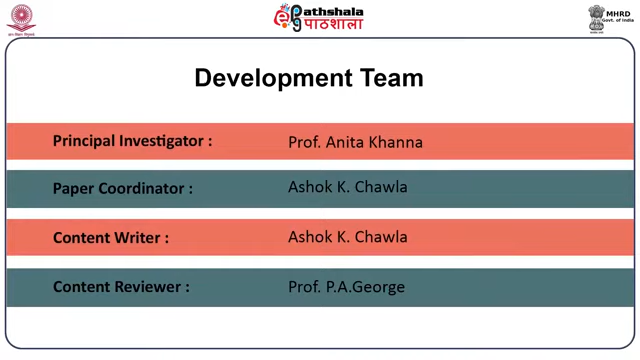 Pathshala
पाठशाला
MHRD
Govt. of India
Development Team
Principal Investigator : Prof. Anita Khanna
Paper Coordinator : Ashok K. Chawla
Content Writer : Ashok K. Chawla
Content Reviewer : Prof. P.A.George